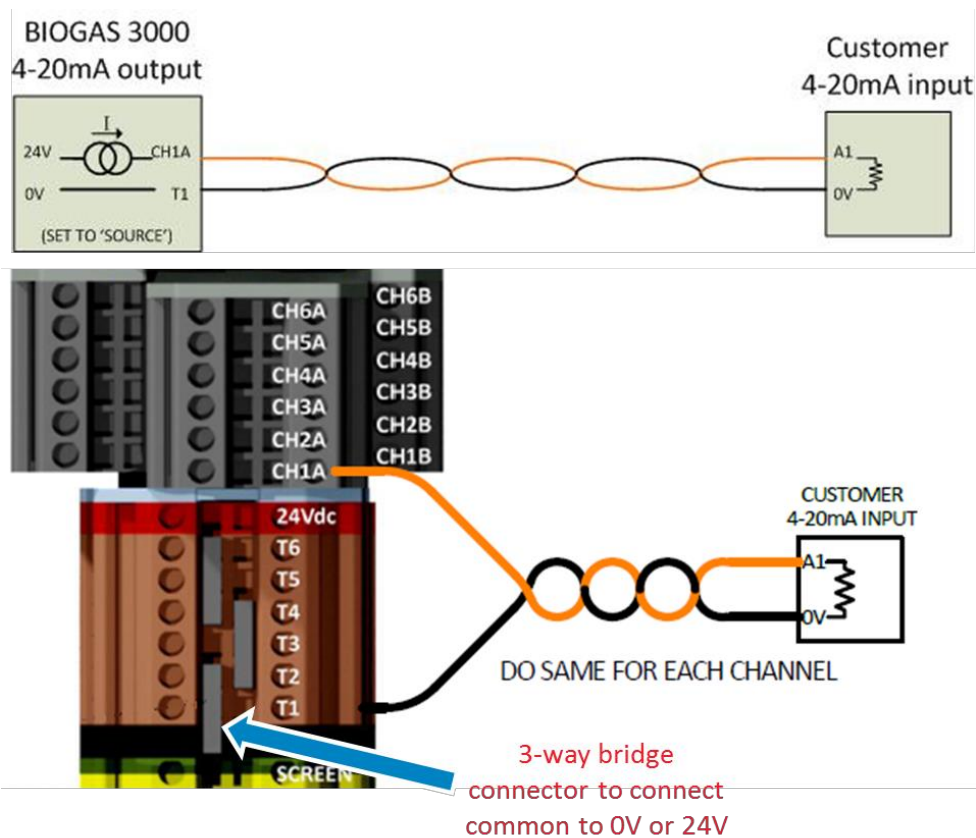 BIOGAS 3000
4-20mA output
Customer
4-20mA input
24V
I
CH1A
A1
0V
T1
0V
(SET TO 'SOURCE')
CH6A
CH6B
CH5A
CH5B
CH4A
CH4B
CH3A
CH3B
CH2A
CH2B
CH1A
CH1B
24Vdc
T6
T5
T4
T3
T2
T1
SCREEN
CUSTOMER
4-20mA INPUT
A1
0V
DO SAME FOR EACH CHANNEL
3-way bridge
connector to connect
common to 0V or 24V